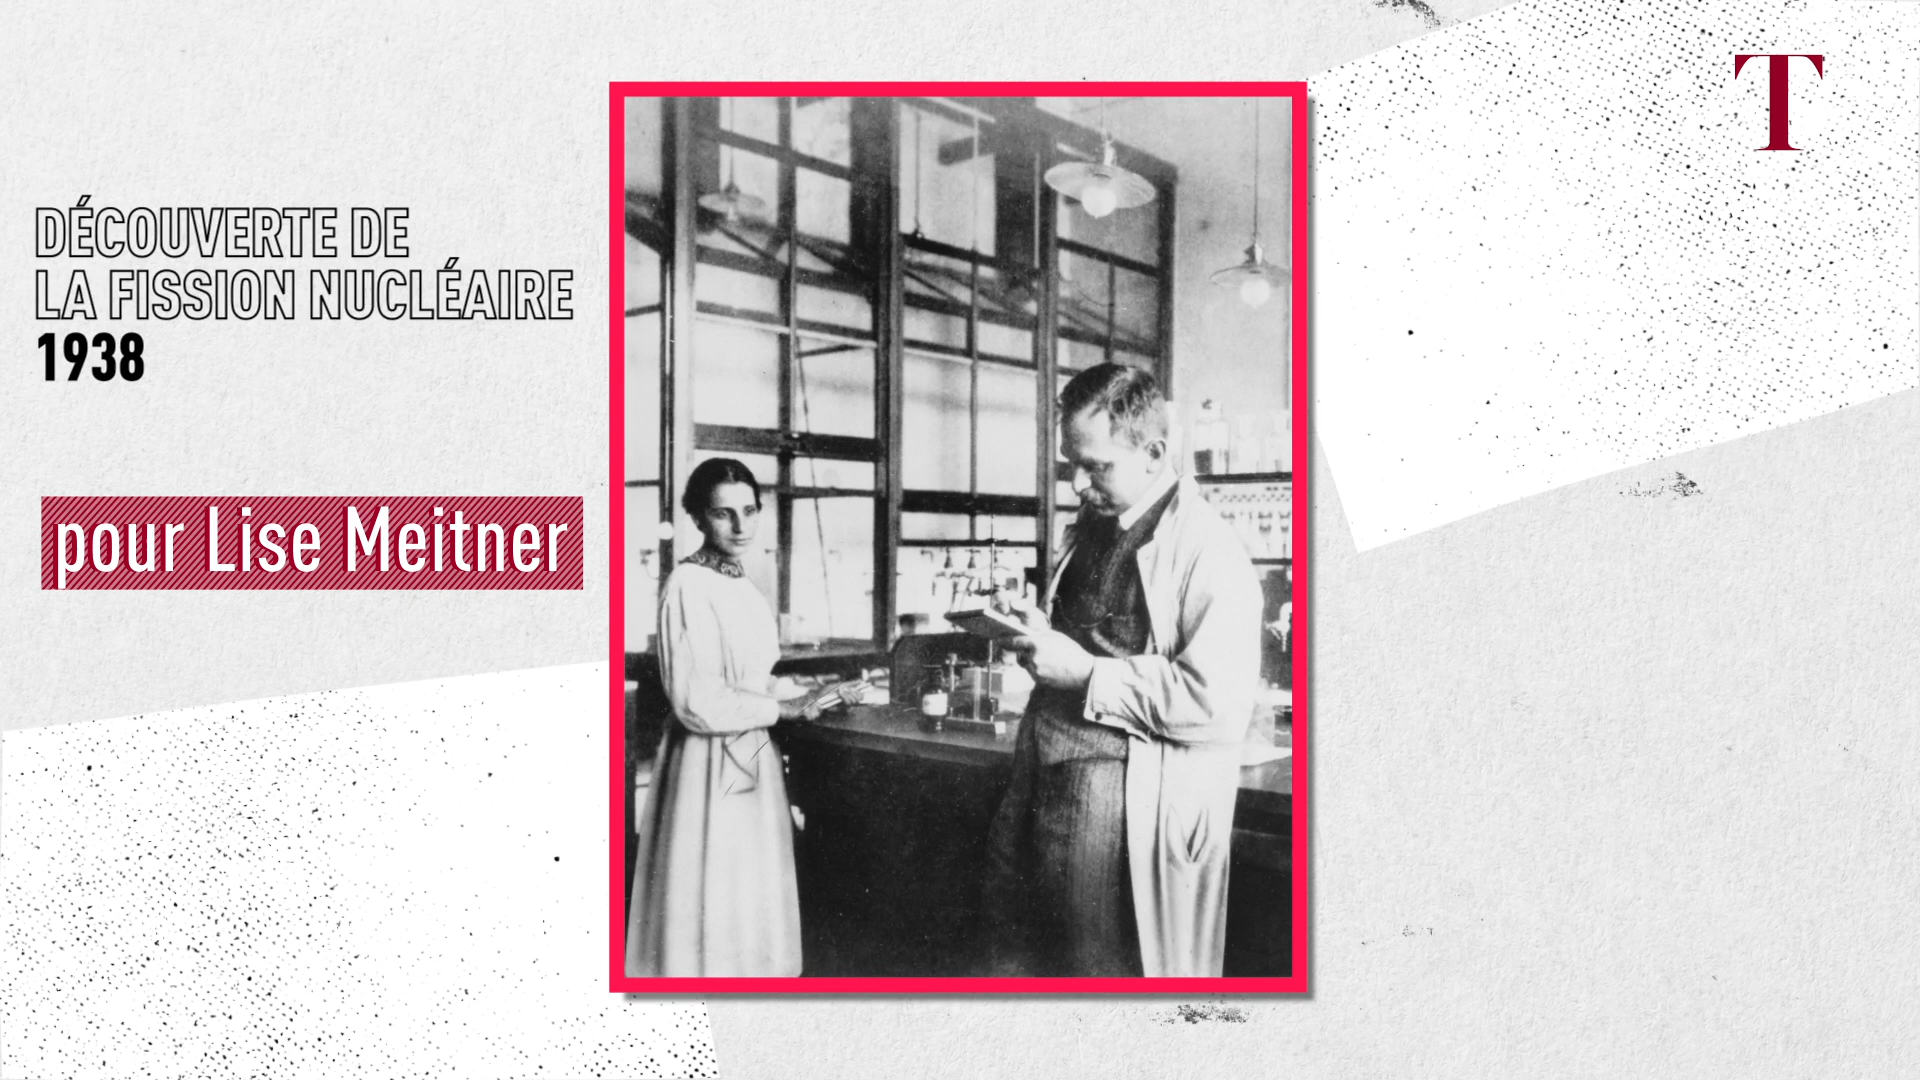 T
DÉCOUVERTE DE
LA FISSION NUCLÉAIRE
1938
pour Lise Meitner